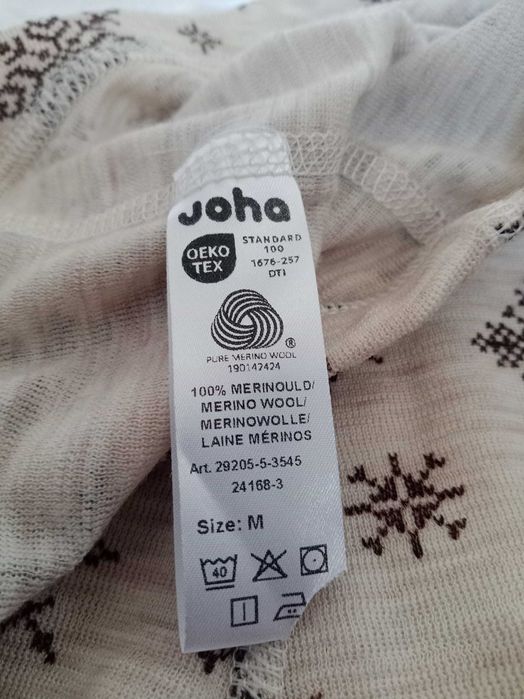 Joha
OEKO
TEX
STANDARD
100
1676-257
DTI
®
PURE MERINO WOOL
190142424
100% MERINOULD/
MERINO WOOL/
MERINOWOLLE/
LAINE MÉRINOS
Art. 29205-5-3545
24168-3
Size: M
40